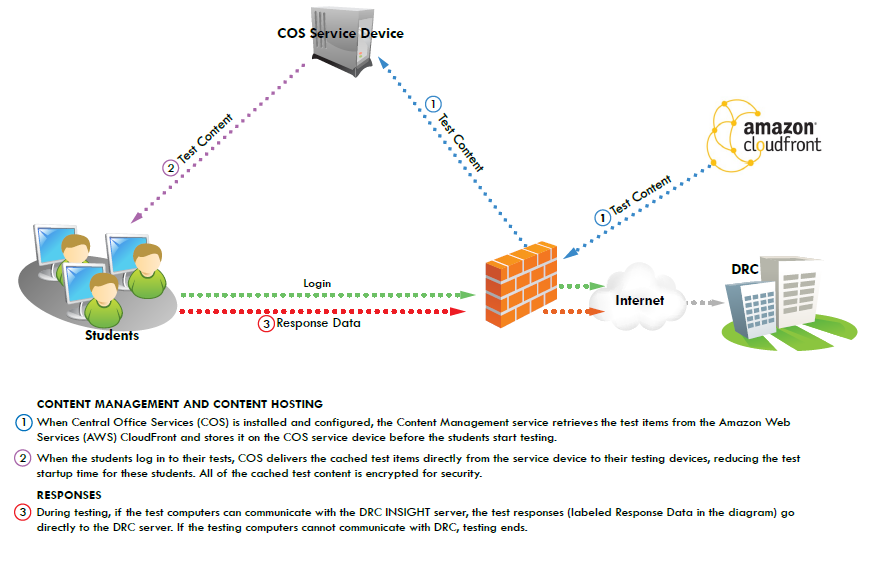 COS Service Device
1
Test Content
2 Test Content
amazon
cloudfront
1 Test Content
DRC
Login
Internet
3 Response Data
Students
CONTENT MANAGEMENT AND CONTENT HOSTING
1 When Central Office Services (COS) is installed and configured, the Content Management service retrieves the test items from the Amazon Web
Services (AWS) CloudFront and stores it on the COS service device before the students start testing.
2 When the students log in to their tests, COS delivers the cached test items directly from the service device to their testing devices, reducing the test
startup time for these students. All of the cached test content is encrypted for security.
RESPONSES
3 During testing, if the test computers can communicate with the DRC INSIGHT server, the test responses (labeled Response Data in the diagram) go
directly to the DRC server. If the testing computers cannot communicate with DRC, testing ends.